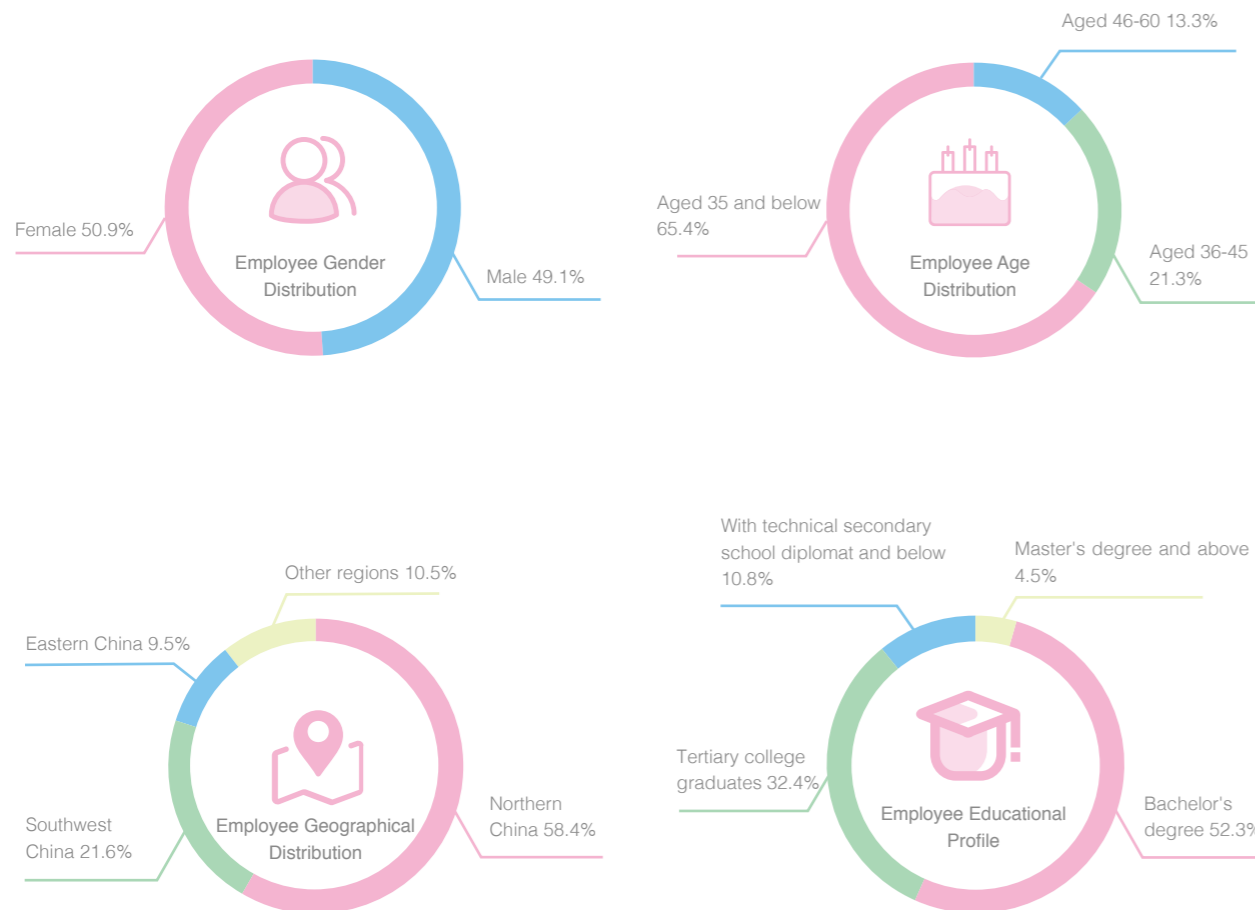 Female 50.9%
Employee Gender
Distribution
Male 49.1%
Aged 46-60 13.3%
Aged 35 and below
65.4%
Employee Age
Distribution
Aged 36-45
21.3%
Other regions 10.5%
Eastern China 9.5%
Southwest
China 21.6%
Employee Geographical
Distribution
Northern
China 58.4%
With technical secondary
school diplomat and below
10.8%
Master's degree and above
4.5%
Tertiary college
graduates 32.4%
Employee Educational
Profile
Bachelor's
degree 52.3%